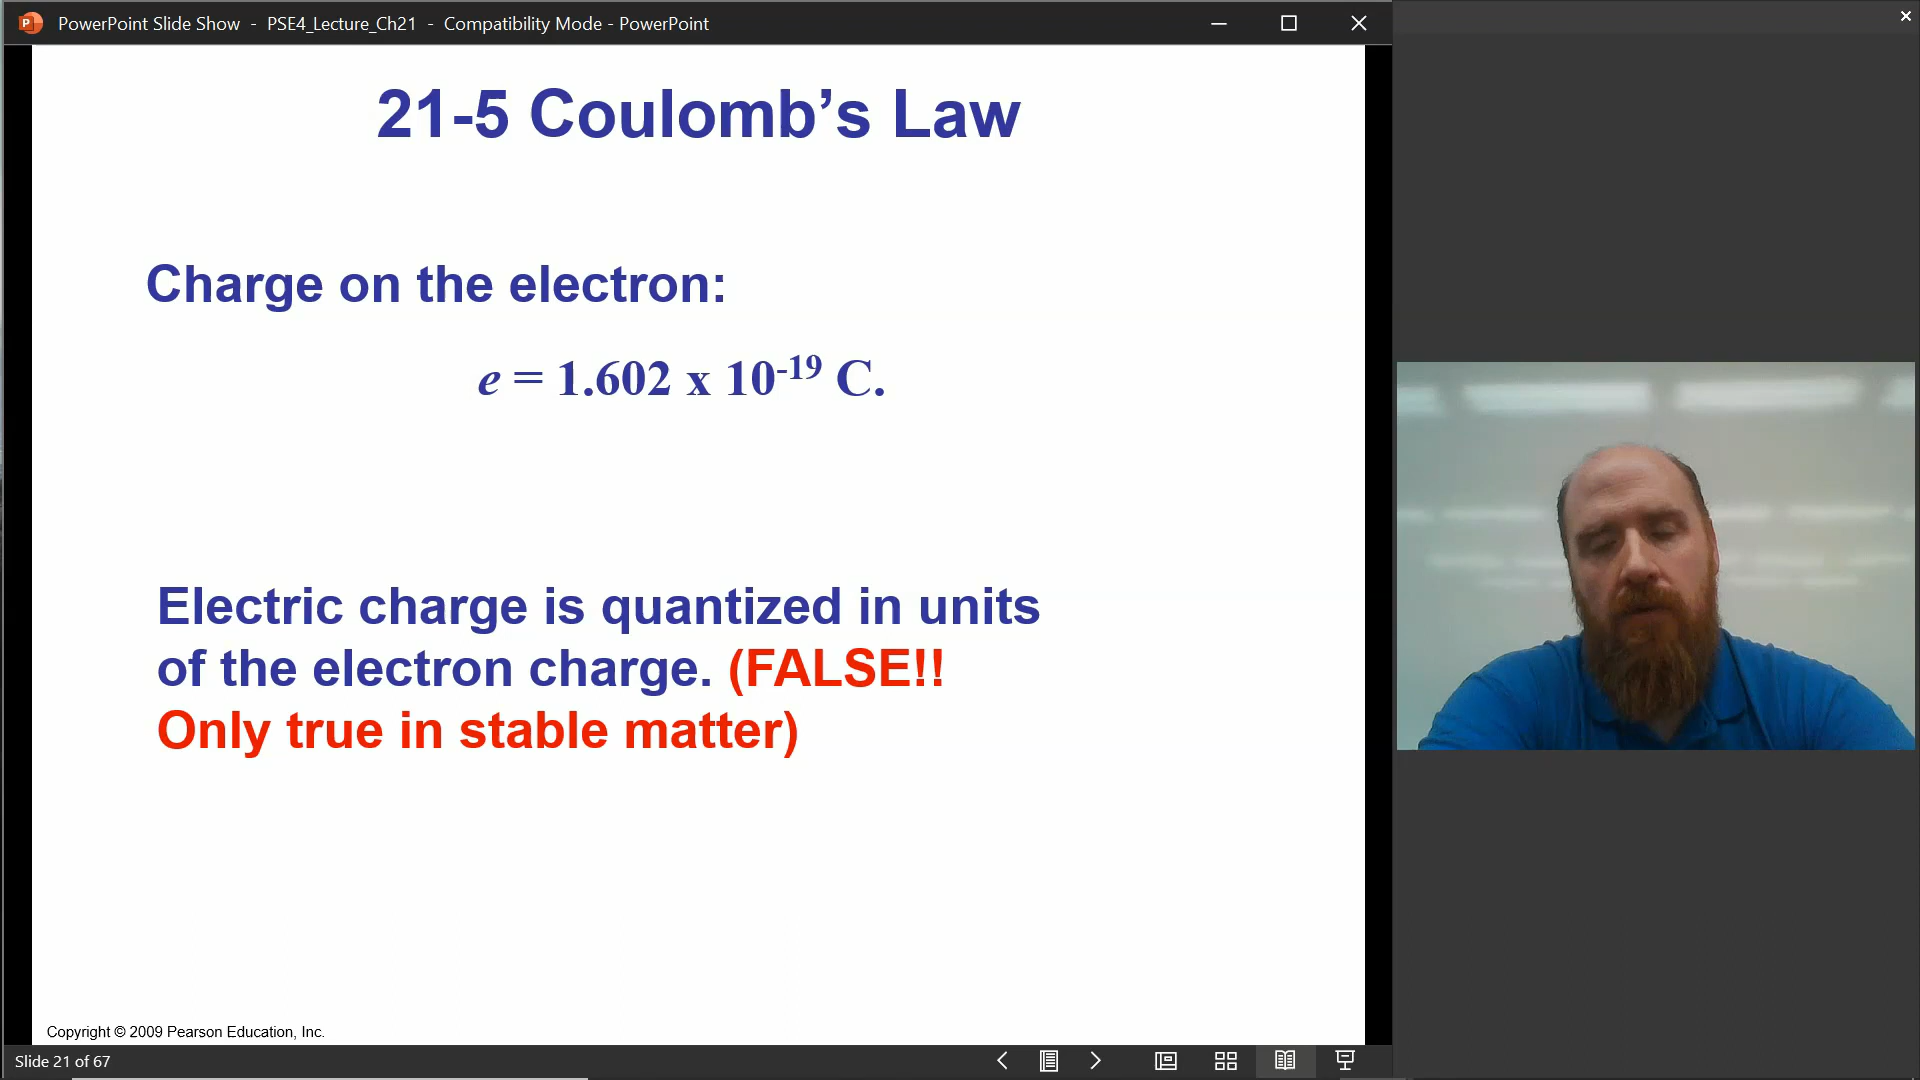 PowerPoint Slide Show - PSE4_Lecture_Ch21 - Compatibility Mode - PowerPoint
21-5 Coulomb’s Law
Charge on the electron:
e = 1.602 x 10⁻¹⁹ C.
Electric charge is quantized in units
of the electron charge. (FALSE!!
Only true in stable matter)
Copyright © 2009 Pearson Education, Inc.
Slide 21 of 67